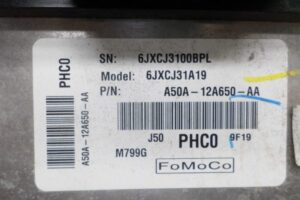 SN: 6JXCJ3100BPL
Model: 6JXCJ31A19
P/N: A50A-12A650-AA
PHC0
A50A-12A650-AA
J50 PHC0 9F19
M799G
FoMoCo